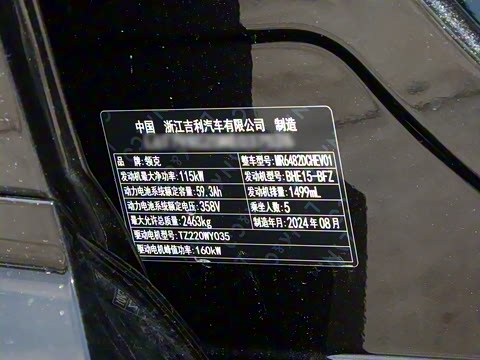 中国 浙江吉利汽车有限公司 制造
品 牌:领克 整车型号:MR6482DCHEV01
发动机最大净功率:115kW 发动机型号:BHE15-BFZ
动力电池系统额定容量:59.3Ah 发动机排量:1499mL
动力电池系统额定电压:358V 乘坐人数:5
最大允许总质量:2463kg 制造年月:2024年08月
驱动电机型号:TZ220WY035
驱动电机峰值功率:160kW